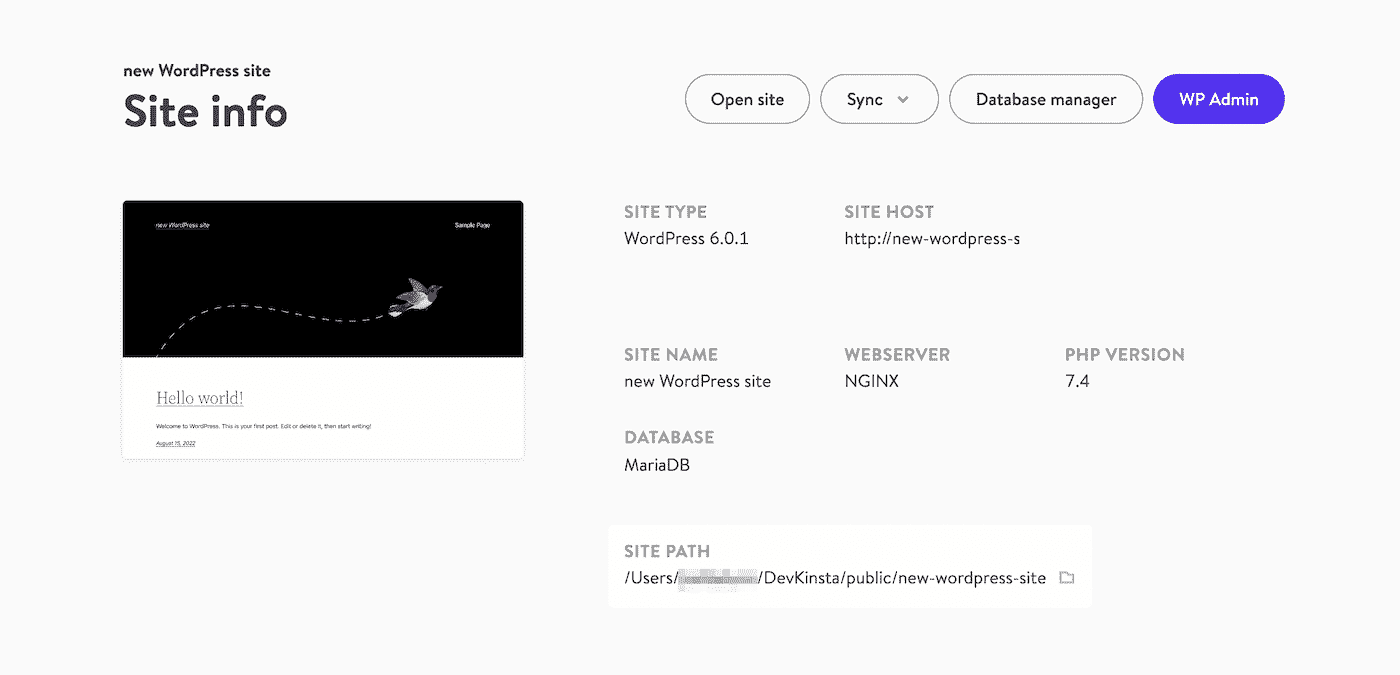 new WordPress site
Site info
Open site
Sync
Database manager
WP Admin
new WordPress site
Sample Page
Hello world!
Welcome to WordPress. This is your first post. Edit or delete it, then start writing!
August 15, 2022
SITE TYPE
WordPress 6.0.1
SITE HOST
http://new-wordpress-s
SITE NAME
new WordPress site
WEBSERVER
NGINX
PHP VERSION
7.4
DATABASE
MariaDB
SITE PATH
/Users/ /DevKinsta/public/new-wordpress-site